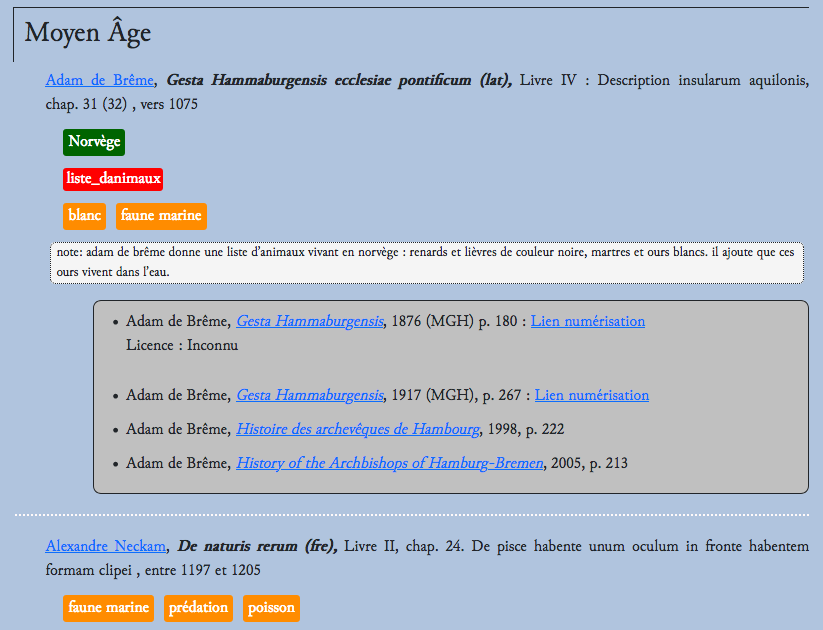 Moyen Âge
Adam de Brême, Gesta Hammaburgensis ecclesiae pontificum (lat), Livre IV : Description insularum aquilonis,
chap. 31 (32) , vers 1075
Norvège
liste_danimaux
blanc faune marine
note: adam de brême donne une liste d'animaux vivant en norvège : renards et lièvres de couleur noire, martres et ours blancs. il ajoute que ces
ours vivent dans l'eau.
• Adam de Brême, Gesta Hammaburgensis, 1876 (MGH) p. 180 : Lien numérisation
Licence : Inconnu
• Adam de Brême, Gesta Hammaburgensis, 1917 (MGH), p. 267 : Lien numérisation
• Adam de Brême, Histoire des archevêques de Hambourg, 1998, p. 222
• Adam de Brême, History of the Archbishops of Hamburg-Bremen, 2005, p. 213
Alexandre Neckam, De naturis rerum (fre), Livre II, chap. 24. De pisce habente unum oculum in fronte habentem
formam clipei , entre 1197 et 1205
faune marine prédation poisson